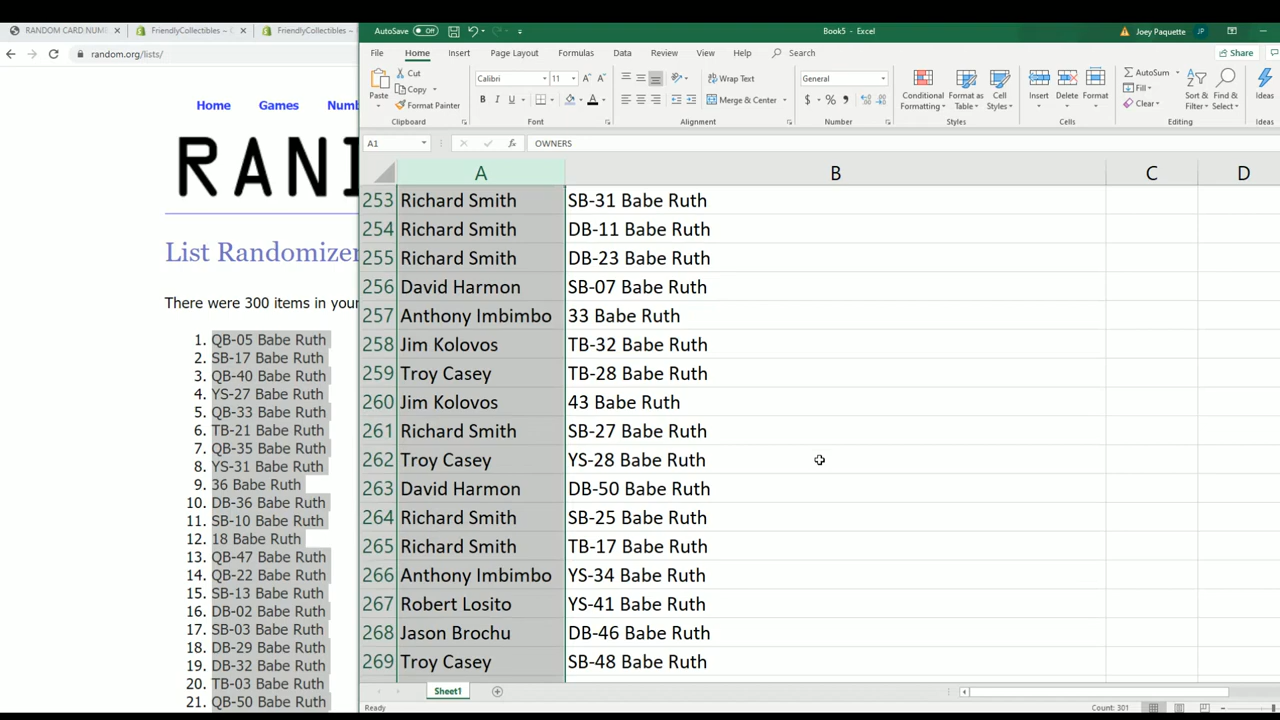 RANDOM CARD NUM
FriendlyCollectibles – C
FriendlyCollectibles –
AutoSave Off
Book5 – Excel
Joey Paquette JP
random.org/lists/
File Home Insert Page Layout Formulas Data Review View Help Search Share
Home Games Numb
Paste
Cut
Copy
Format Painter
Calibri 11
B I U
Wrap Text
Merge & Center
General
$ % 9
Conditional Formatting
Format as Table
Cell Styles
Insert Delete Format
AutoSum
Fill
Clear
Sort & Filter
Find & Select
Ideas
Clipboard Font Alignment Number Styles Cells Editing Ideas
A1 fx OWNERS
RAN
List Randomizer
There were 300 items in your
1. QB-05 Babe Ruth
2. SB-17 Babe Ruth
3. QB-40 Babe Ruth
4. YS-27 Babe Ruth
5. QB-33 Babe Ruth
6. TB-21 Babe Ruth
7. QB-35 Babe Ruth
8. YS-31 Babe Ruth
9. 36 Babe Ruth
10. DB-36 Babe Ruth
11. SB-10 Babe Ruth
12. 18 Babe Ruth
13. QB-47 Babe Ruth
14. QB-22 Babe Ruth
15. SB-13 Babe Ruth
16. DB-02 Babe Ruth
17. SB-03 Babe Ruth
18. DB-29 Babe Ruth
19. DB-32 Babe Ruth
20. TB-03 Babe Ruth
21. QB-50 Babe Ruth
A B C D
253 Richard Smith SB-31 Babe Ruth
254 Richard Smith DB-11 Babe Ruth
255 Richard Smith DB-23 Babe Ruth
256 David Harmon SB-07 Babe Ruth
257 Anthony Imbimbo 33 Babe Ruth
258 Jim Kolovos TB-32 Babe Ruth
259 Troy Casey TB-28 Babe Ruth
260 Jim Kolovos 43 Babe Ruth
261 Richard Smith SB-27 Babe Ruth
262 Troy Casey YS-28 Babe Ruth
263 David Harmon DB-50 Babe Ruth
264 Richard Smith SB-25 Babe Ruth
265 Richard Smith TB-17 Babe Ruth
266 Anthony Imbimbo YS-34 Babe Ruth
267 Robert Losito YS-41 Babe Ruth
268 Jason Brochu DB-46 Babe Ruth
269 Troy Casey SB-48 Babe Ruth
Sheet1
Ready Count: 301